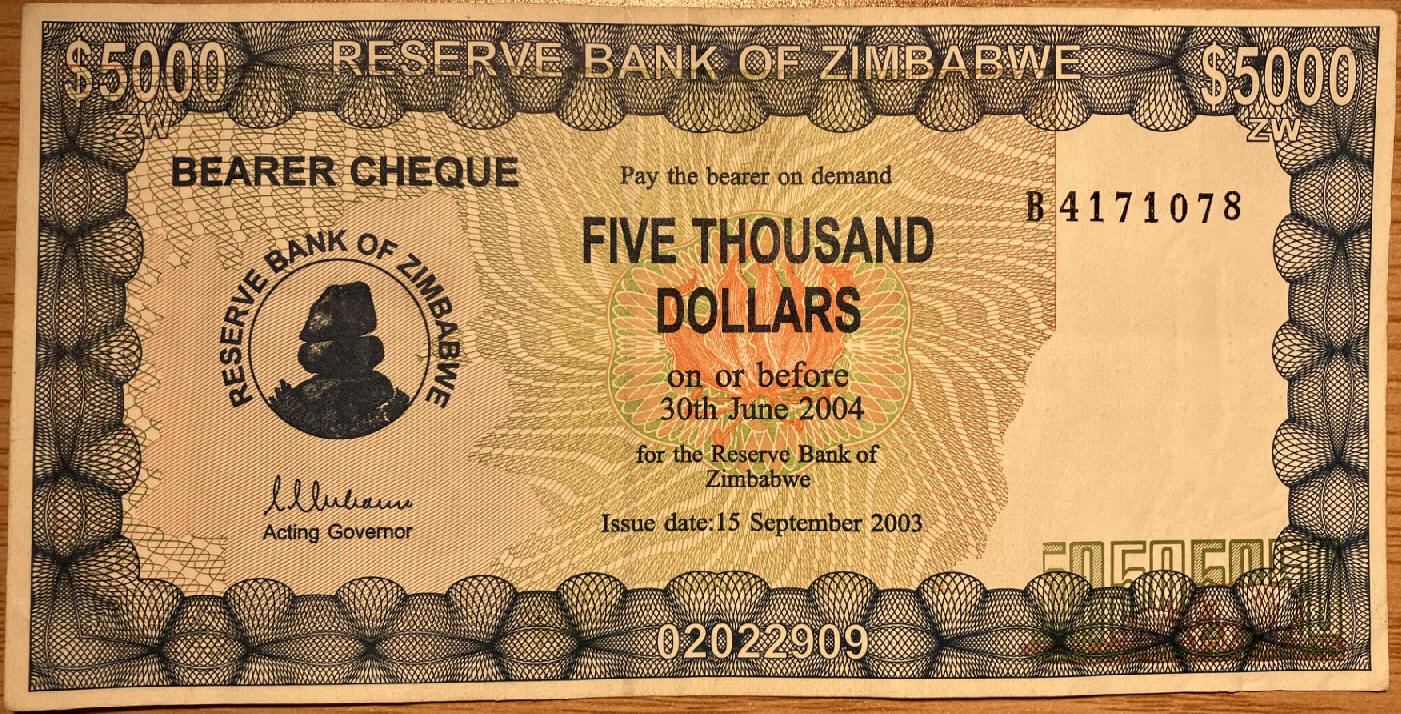 $5000 RESERVE BANK OF ZIMBABWE $5000
ZW ZW
BEARER CHEQUE
Pay the bearer on demand
B 4171078
FIVE THOUSAND
DOLLARS
RESERVE BANK OF ZIMBABWE
on or before
30th June 2004
for the Reserve Bank of
Zimbabwe
Acting Governor
Issue date:15 September 2003
02022909